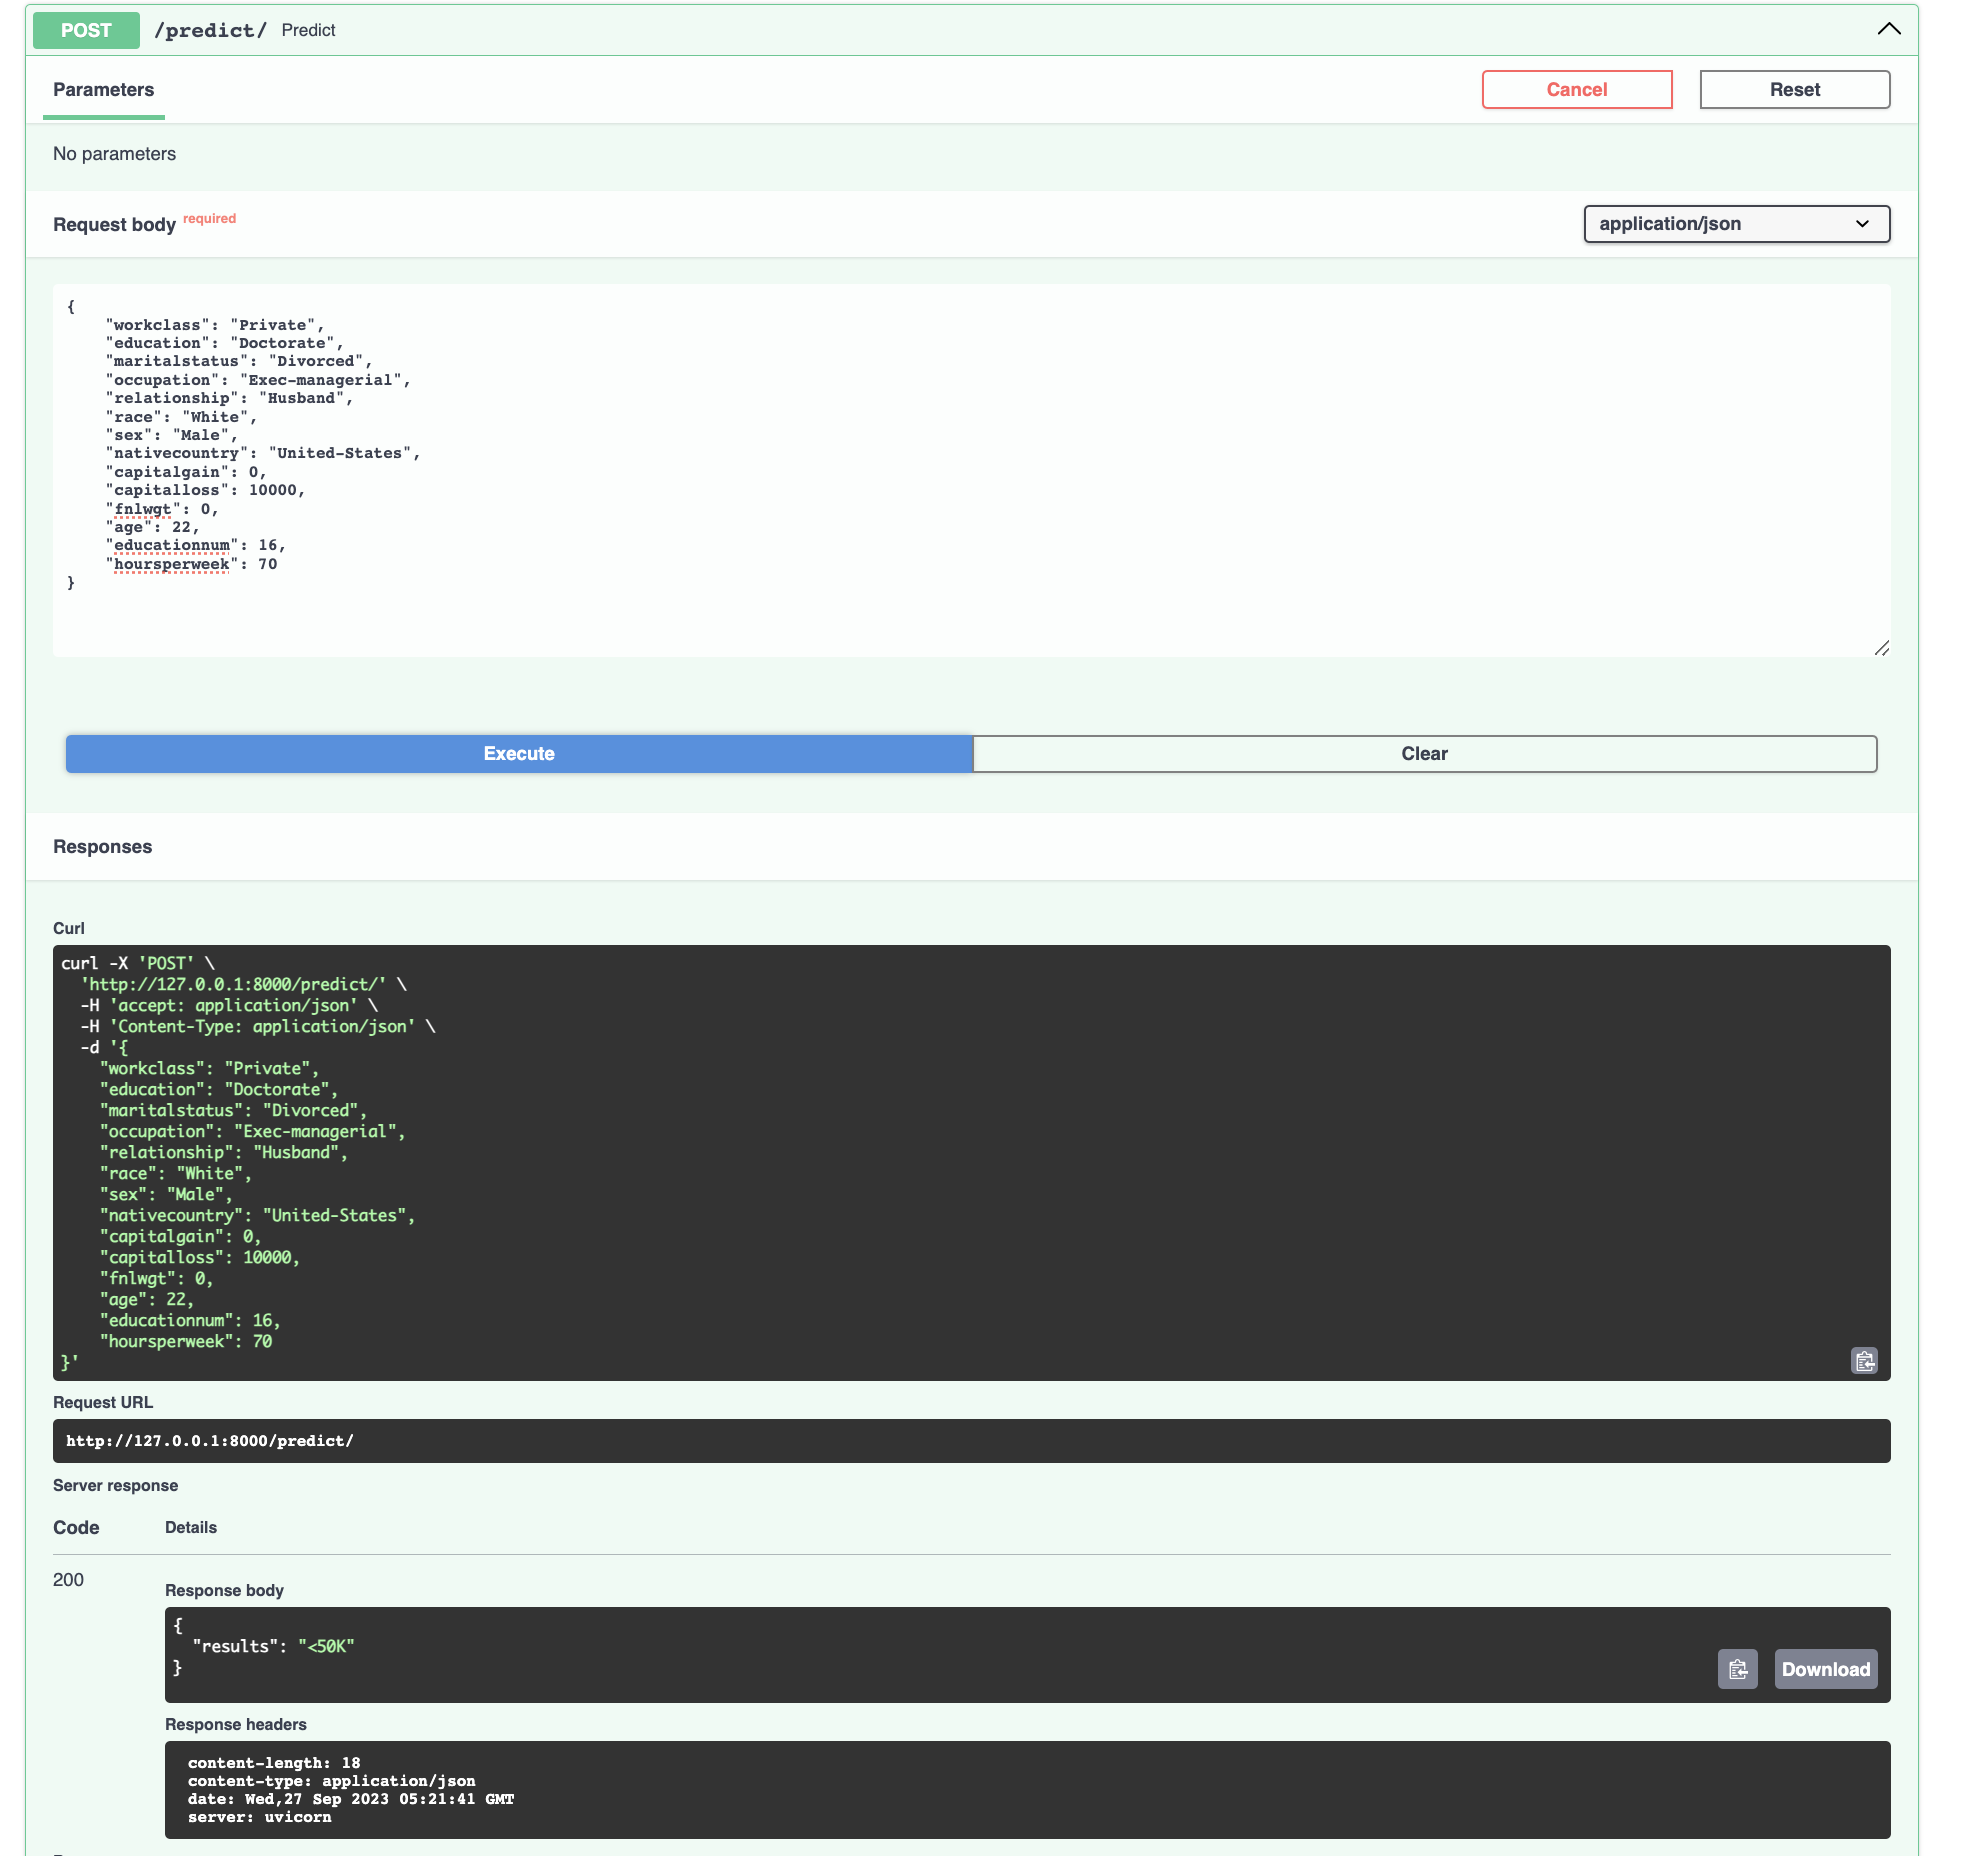 POST /predict/ Predict
Parameters
Cancel
Reset
No parameters
Request body required
application/json
{
    "workclass": "Private",
    "education": "Doctorate",
    "maritalstatus": "Divorced",
    "occupation": "Exec-managerial",
    "relationship": "Husband",
    "race": "White",
    "sex": "Male",
    "nativecountry": "United-States",
    "capitalgain": 0,
    "capitalloss": 10000,
    "fnlwgt": 0,
    "age": 22,
    "educationnum": 16,
    "hoursperweek": 70
}
Execute
Clear
Responses
Curl
curl -X 'POST' \
  'http://127.0.0.1:8000/predict/' \
  -H 'accept: application/json' \
  -H 'Content-Type: application/json' \
  -d '{
    "workclass": "Private",
    "education": "Doctorate",
    "maritalstatus": "Divorced",
    "occupation": "Exec-managerial",
    "relationship": "Husband",
    "race": "White",
    "sex": "Male",
    "nativecountry": "United-States",
    "capitalgain": 0,
    "capitalloss": 10000,
    "fnlwgt": 0,
    "age": 22,
    "educationnum": 16,
    "hoursperweek": 70
}'
Request URL
http://127.0.0.1:8000/predict/
Server response
Code Details
200
Response body
{
  "results": "<50K"
}
Download
Response headers
content-length: 18
content-type: application/json
date: Wed,27 Sep 2023 05:21:41 GMT
server: uvicorn